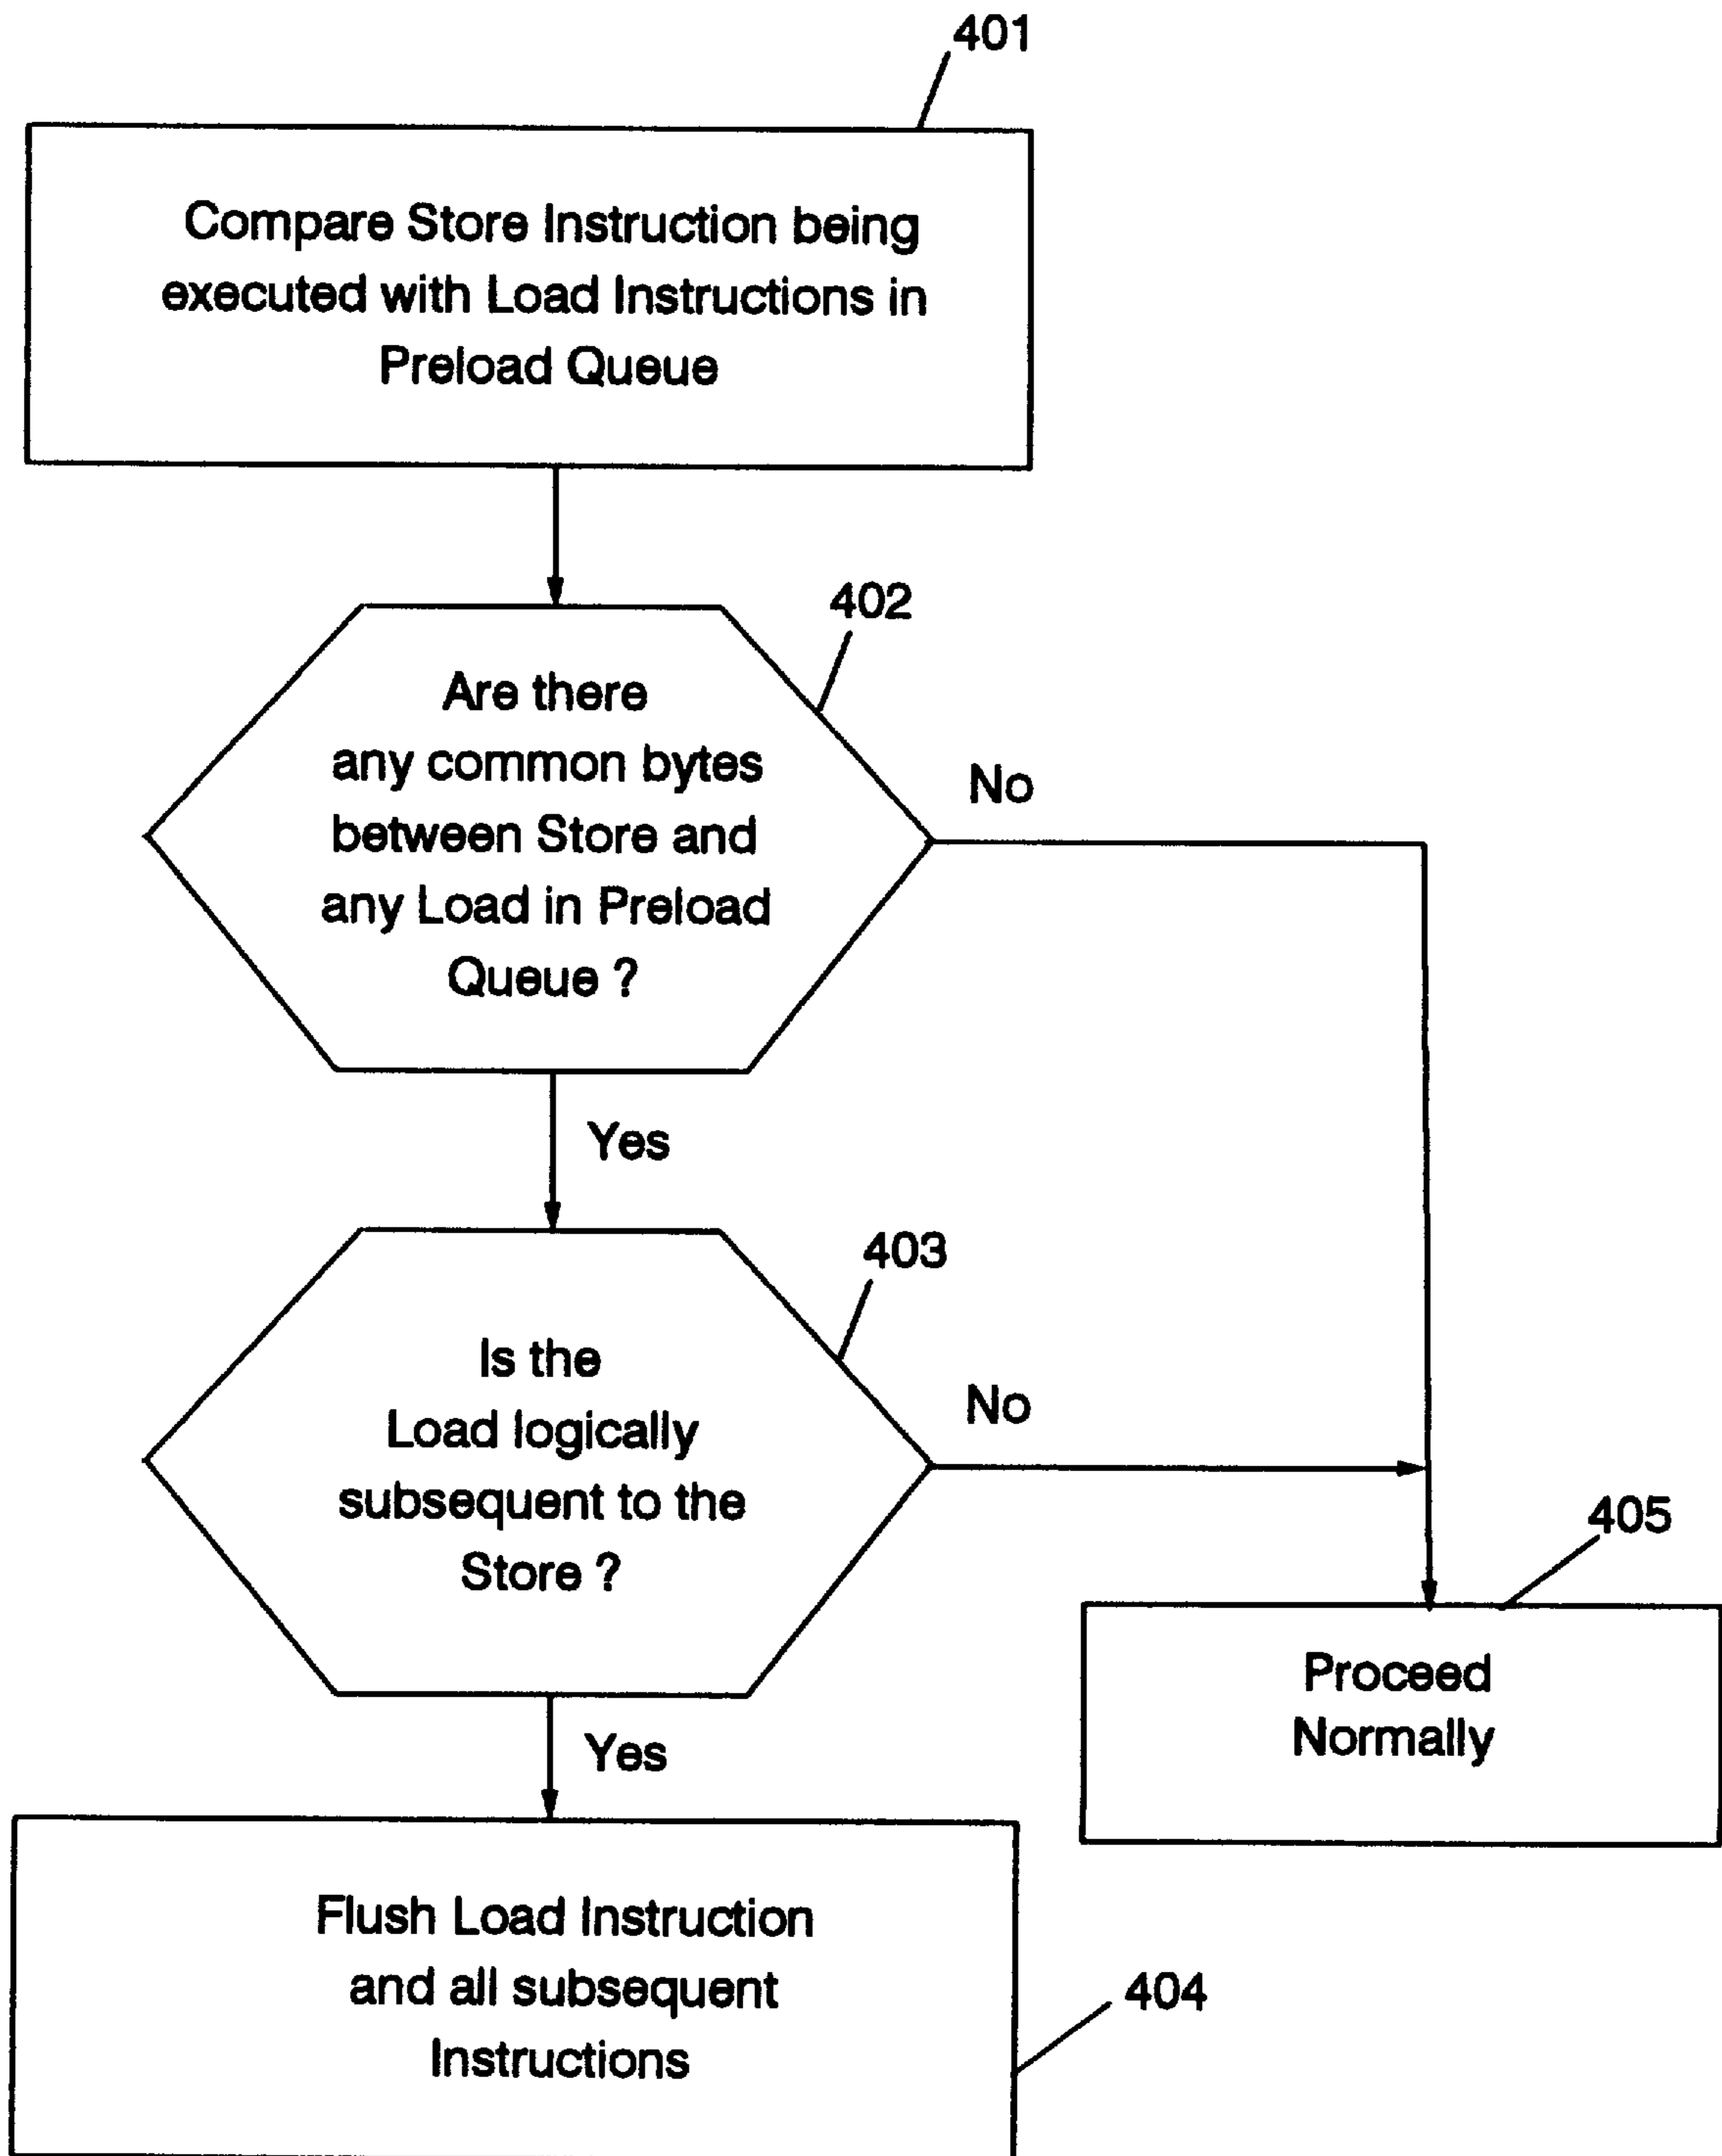 401
Compare Store Instruction being
executed with Load Instructions in
Preload Queue
402
Are there
any common bytes
between Store and
any Load in Preload
Queue ?
No
Yes
403
Is the
Load logically
subsequent to the
Store ?
No
Yes
405
Proceed
Normally
Flush Load Instruction
and all subsequent
Instructions
404